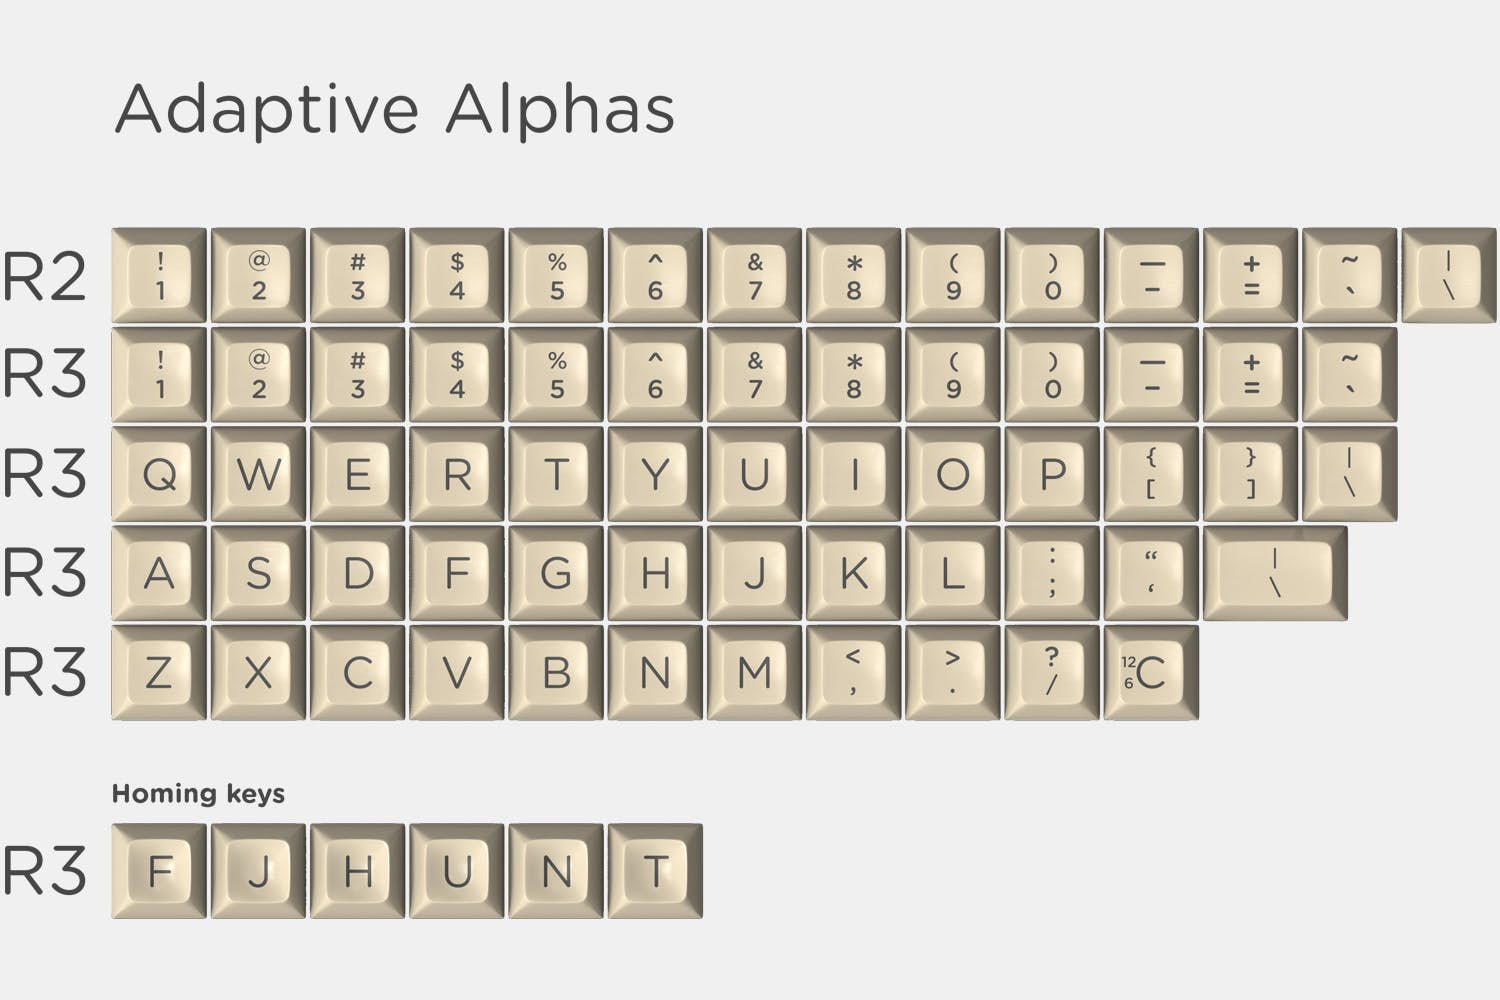 Adaptive Alphas
R2 ! 1 @ 2 # 3 $ 4 % 5 ^ 6 & 7 * 8 ( 9 ) 0 — - + = ~ ` | \
R3 ! 1 @ 2 # 3 $ 4 % 5 ^ 6 & 7 * 8 ( 9 ) 0 — - + = ~ `
R3 Q W E R T Y U I O P { [ } ] | \
R3 A S D F G H J K L : ; “ ‘ | \
R3 Z X C V B N M < , > . ? / 12 6 C
Homing keys
R3 F J H U N T